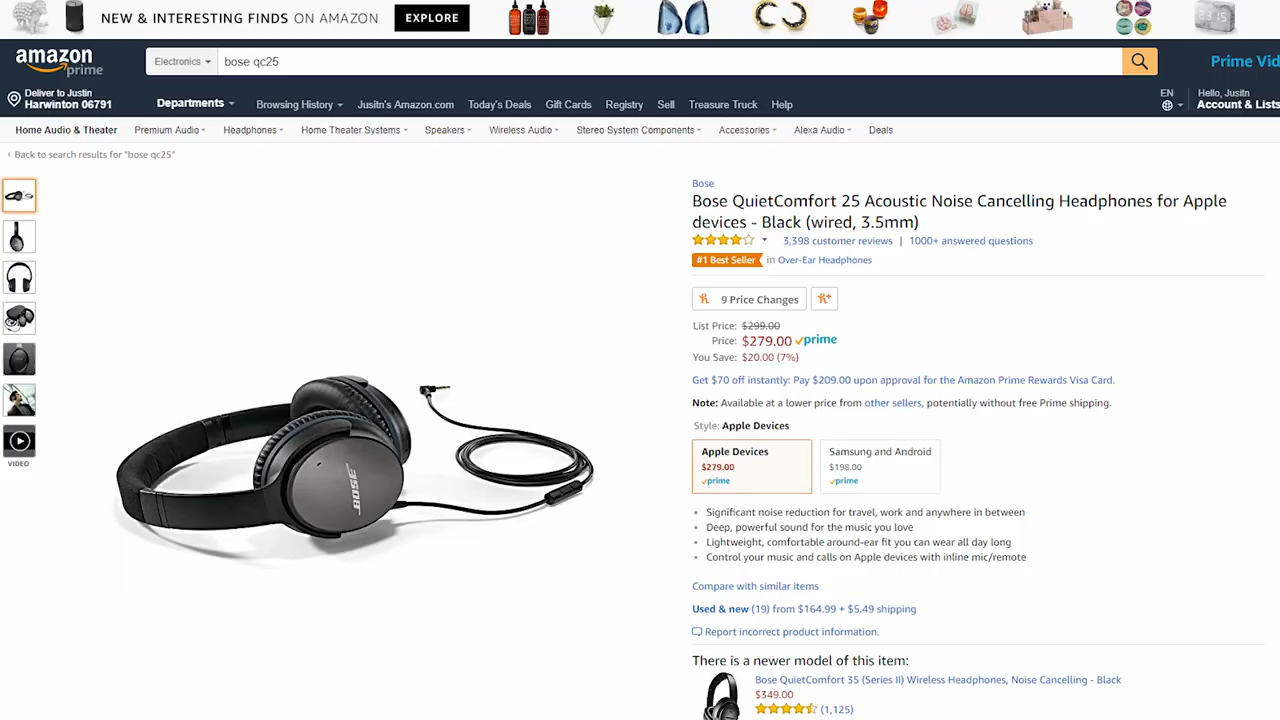 NEW & INTERESTING FINDS ON AMAZON EXPLORE
amazon prime
Electronics bose qc25
Prime Vid
Deliver to Justin
Harwinton 06791
Departments Browsing History Jusitn's Amazon.com Today's Deals Gift Cards Registry Sell Treasure Truck Help
EN
Hello, Jusitn
Account & Lists
Home Audio & Theater Premium Audio Headphones Home Theater Systems Speakers Wireless Audio Stereo System Components Accessories Alexa Audio Deals
‹ Back to search results for "bose qc25"
VIDEO
BOSE
Bose
Bose QuietComfort 25 Acoustic Noise Cancelling Headphones for Apple
devices - Black (wired, 3.5mm)
3,398 customer reviews | 1000+ answered questions
#1 Best Seller in Over-Ear Headphones
9 Price Changes
List Price: $299.00
Price: $279.00 prime
You Save: $20.00 (7%)
Get $70 off instantly: Pay $209.00 upon approval for the Amazon Prime Rewards Visa Card.
Note: Available at a lower price from other sellers, potentially without free Prime shipping.
Style: Apple Devices
Apple Devices
$279.00
prime
Samsung and Android
$198.00
prime
Significant noise reduction for travel, work and anywhere in between
Deep, powerful sound for the music you love
Lightweight, comfortable around-ear fit you can wear all day long
Control your music and calls on Apple devices with inline mic/remote
Compare with similar items
Used & new (19) from $164.99 + $5.49 shipping
Report incorrect product information.
There is a newer model of this item:
Bose QuietComfort 35 (Series II) Wireless Headphones, Noise Cancelling - Black
$349.00
(1,125)